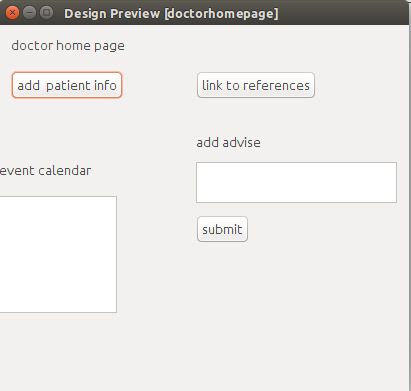 Design Preview [doctorhomepage]
doctor home page
add patient info
link to references
add advise
event calendar
submit